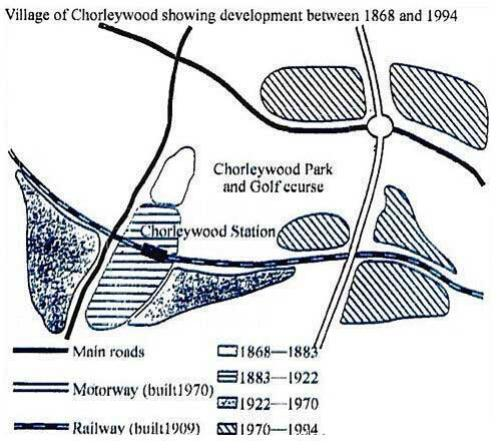 Village of Chorleywood showing development between 1868 and 1994
Chorleywood Park
and Golf ccurse
Chorleywood Station
Main roads
Motorway (built1970)
Railway (built1909)
1868—1883
1883—1922
1922—1970
1970—1994